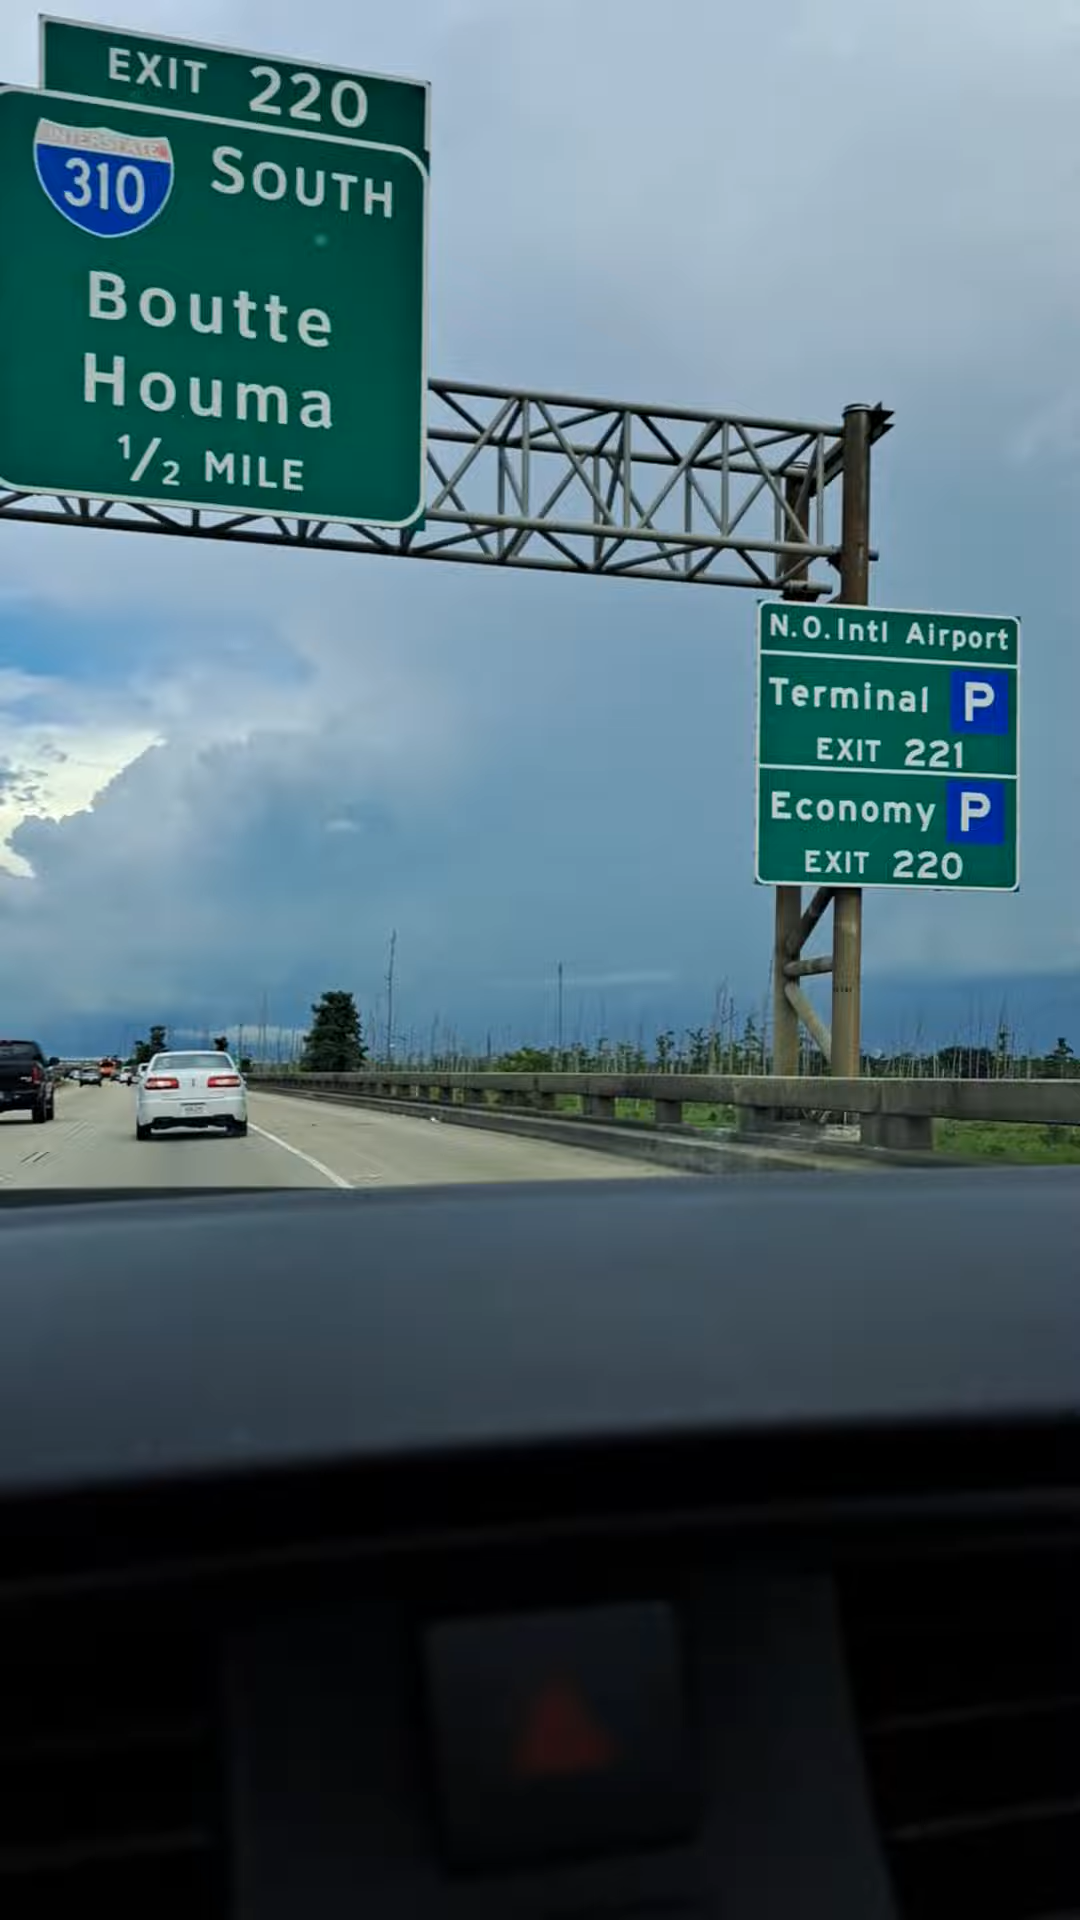 EXIT 220
INTERSTATE
310
SOUTH
Boutte
Houma
1/2 MILE
N.O.Intl Airport
Terminal P
EXIT 221
Economy P
EXIT 220